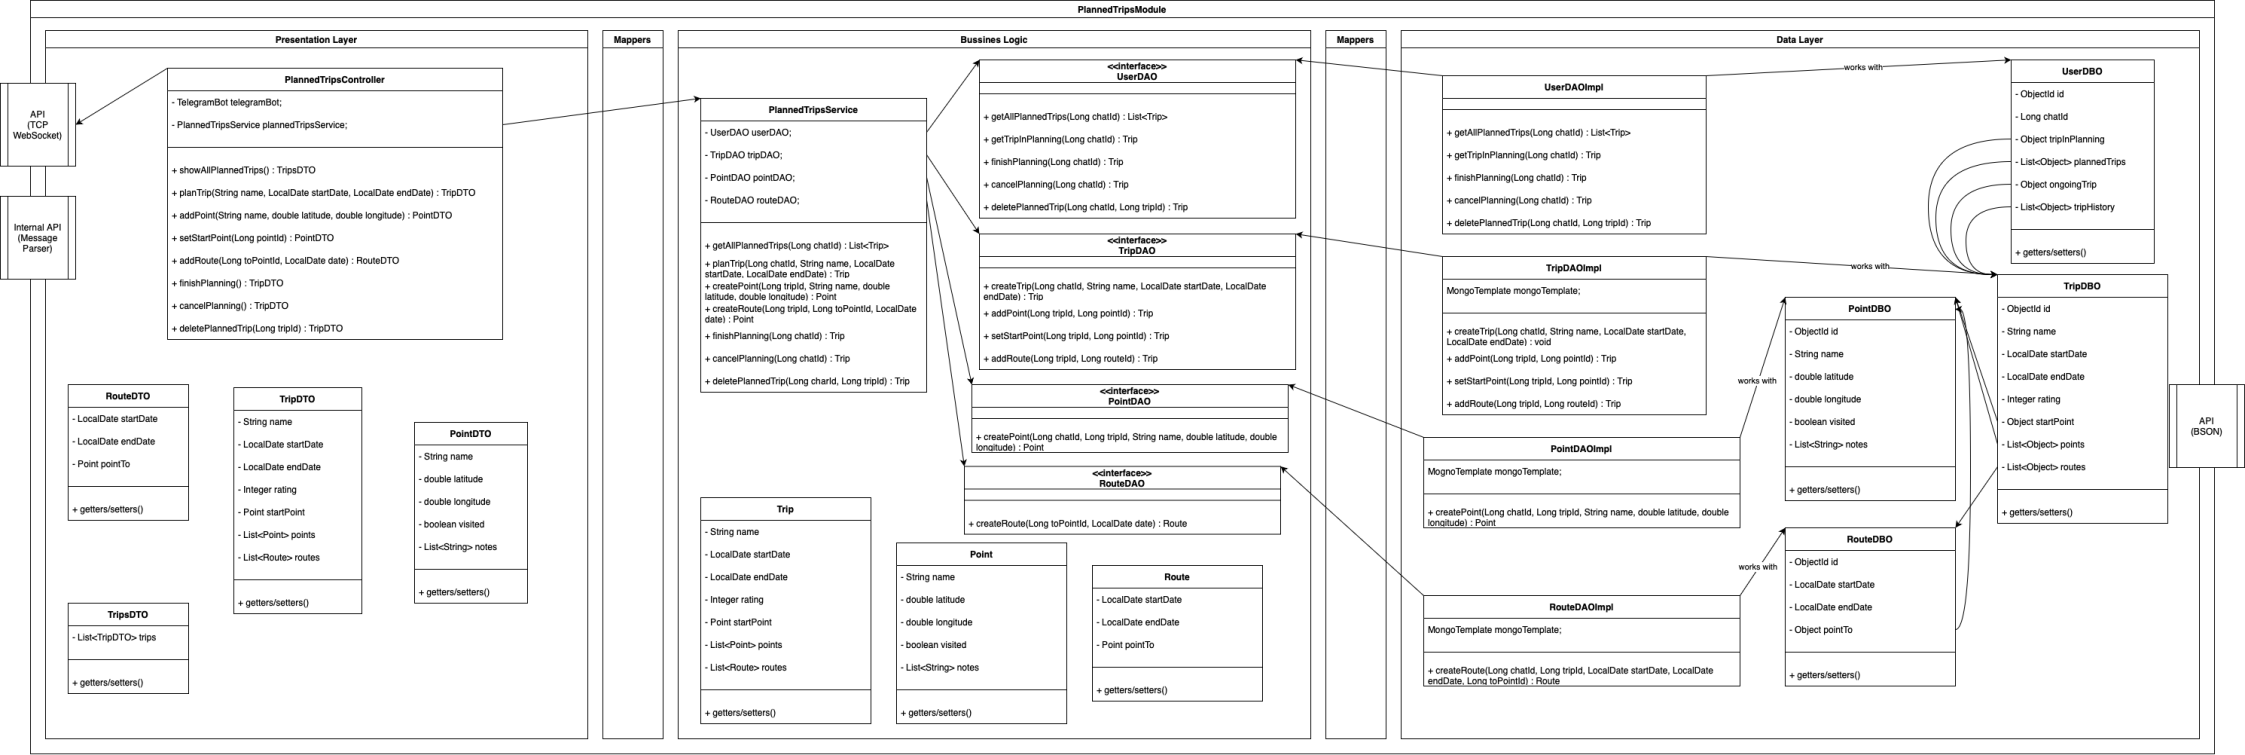 PlannedTripsModule
Presentation Layer
Mappers
Bussines Logic
Mappers
Data Layer
API
(TCP
WebSocket)
Internal API
(Message
Parser)
PlannedTripsController
- TelegramBot telegramBot;
- PlannedTripsService plannedTripsService;
+ showAllPlannedTrips() : TripsDTO
+ planTrip(String name, LocalDate startDate, LocalDate endDate) : TripDTO
+ addPoint(String name, double latitude, double longitude) : PointDTO
+ setStartPoint(Long pointId) : PointDTO
+ addRoute(Long toPointId, LocalDate date) : RouteDTO
+ finishPlanning() : TripDTO
+ cancelPlanning() : TripDTO
+ deletePlannedTrip(Long tripId) : TripDTO
RouteDTO
- LocalDate startDate
- LocalDate endDate
- Point pointTo
+ getters/setters()
TripDTO
- String name
- LocalDate startDate
- LocalDate endDate
- Integer rating
- Point startPoint
- List<Point> points
- List<Route> routes
+ getters/setters()
PointDTO
- String name
- double latitude
- double longitude
- boolean visited
- List<String> notes
+ getters/setters()
TripsDTO
- List<TripDTO> trips
+ getters/setters()
PlannedTripsService
- UserDAO userDAO;
- TripDAO tripDAO;
- PointDAO pointDAO;
- RouteDAO routeDAO;
+ getAllPlannedTrips(Long chatId) : List<Trip>
+ planTrip(Long chatId, String name, LocalDate
startDate, LocalDate endDate) : Trip
+ createPoint(Long tripId, String name, double
latitude, double longitude) : Point
+ createRoute(Long tripId, Long toPointId, LocalDate
date) : Point
+ finishPlanning(Long chatId) : Trip
+ cancelPlanning(Long chatId) : Trip
+ deletePlannedTrip(Long charId, Long tripId) : Trip
<<interface>>
UserDAO
+ getAllPlannedTrips(Long chatId) : List<Trip>
+ getTripInPlanning(Long chatId) : Trip
+ finishPlanning(Long chatId) : Trip
+ cancelPlanning(Long chatId) : Trip
+ deletePlannedTrip(Long chatId, Long tripId) : Trip
<<interface>>
TripDAO
+ createTrip(Long chatId, String name, LocalDate startDate, LocalDate
endDate) : Trip
+ addPoint(Long tripId, Long pointId) : Trip
+ setStartPoint(Long tripId, Long pointId) : Trip
+ addRoute(Long tripId, Long routeId) : Trip
<<interface>>
PointDAO
+ createPoint(Long chatId, Long tripId, String name, double latitude, double
longitude) : Point
<<interface>>
RouteDAO
+ createRoute(Long toPointId, LocalDate date) : Route
Trip
- String name
- LocalDate startDate
- LocalDate endDate
- Integer rating
- Point startPoint
- List<Point> points
- List<Route> routes
+ getters/setters()
Point
- String name
- double latitude
- double longitude
- boolean visited
- List<String> notes
+ getters/setters()
Route
- LocalDate startDate
- LocalDate endDate
- Point pointTo
+ getters/setters()
UserDAOImpl
+ getAllPlannedTrips(Long chatId) : List<Trip>
+ getTripInPlanning(Long chatId) : Trip
+ finishPlanning(Long chatId) : Trip
+ cancelPlanning(Long chatId) : Trip
+ deletePlannedTrip(Long chatId, Long tripId) : Trip
works with
TripDAOImpl
MongoTemplate mongoTemplate;
+ createTrip(Long chatId, String name, LocalDate startDate,
LocalDate endDate) : void
+ addPoint(Long tripId, Long pointId) : Trip
+ setStartPoint(Long tripId, Long pointId) : Trip
+ addRoute(Long tripId, Long routeId) : Trip
works with
PointDAOImpl
MognoTemplate mongoTemplate;
+ createPoint(Long chatId, Long tripId, String name, double latitude, double
longitude) : Point
works with
RouteDAOImpl
MongoTemplate mongoTemplate;
+ createRoute(Long chatId, Long tripId, LocalDate startDate, LocalDate
endDate, Long toPointId) : Route
works with
UserDBO
- ObjectId id
- Long chatId
- Object tripInPlanning
- List<Object> plannedTrips
- Object ongoingTrip
- List<Object> tripHistory
+ getters/setters()
PointDBO
- ObjectId id
- String name
- double latitude
- double longitude
- boolean visited
- List<String> notes
+ getters/setters()
TripDBO
- ObjectId id
- String name
- LocalDate startDate
- LocalDate endDate
- Integer rating
- Object startPoint
- List<Object> points
- List<Object> routes
+ getters/setters()
RouteDBO
- ObjectId id
- LocalDate startDate
- LocalDate endDate
- Object pointTo
+ getters/setters()
API
(BSON)